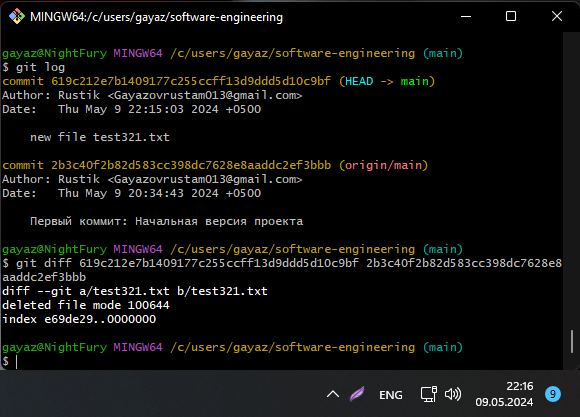 MINGW64:/c/users/gayaz/software-engineering
gayaz@NightFury MINGW64 /c/users/gayaz/software-engineering (main)
$ git log
commit 619c212e7b1409177c255ccff13d9ddd5d10c9bf (HEAD -> main)
Author: Rustik <Gayazovrustam013@gmail.com>
Date:   Thu May 9 22:15:03 2024 +0500
new file test321.txt
commit 2b3c40f2b82d583cc398dc7628e8aaddc2ef3bbb (origin/main)
Author: Rustik <Gayazovrustam013@gmail.com>
Date:   Thu May 9 20:34:43 2024 +0500
Первый коммит: Начальная версия проекта
gayaz@NightFury MINGW64 /c/users/gayaz/software-engineering (main)
$ git diff 619c212e7b1409177c255ccff13d9ddd5d10c9bf 2b3c40f2b82d583cc398dc7628e8
aaddc2ef3bbb
diff --git a/test321.txt b/test321.txt
deleted file mode 100644
index e69de29..0000000
gayaz@NightFury MINGW64 /c/users/gayaz/software-engineering (main)
$
ENG
22:16
09.05.2024
9